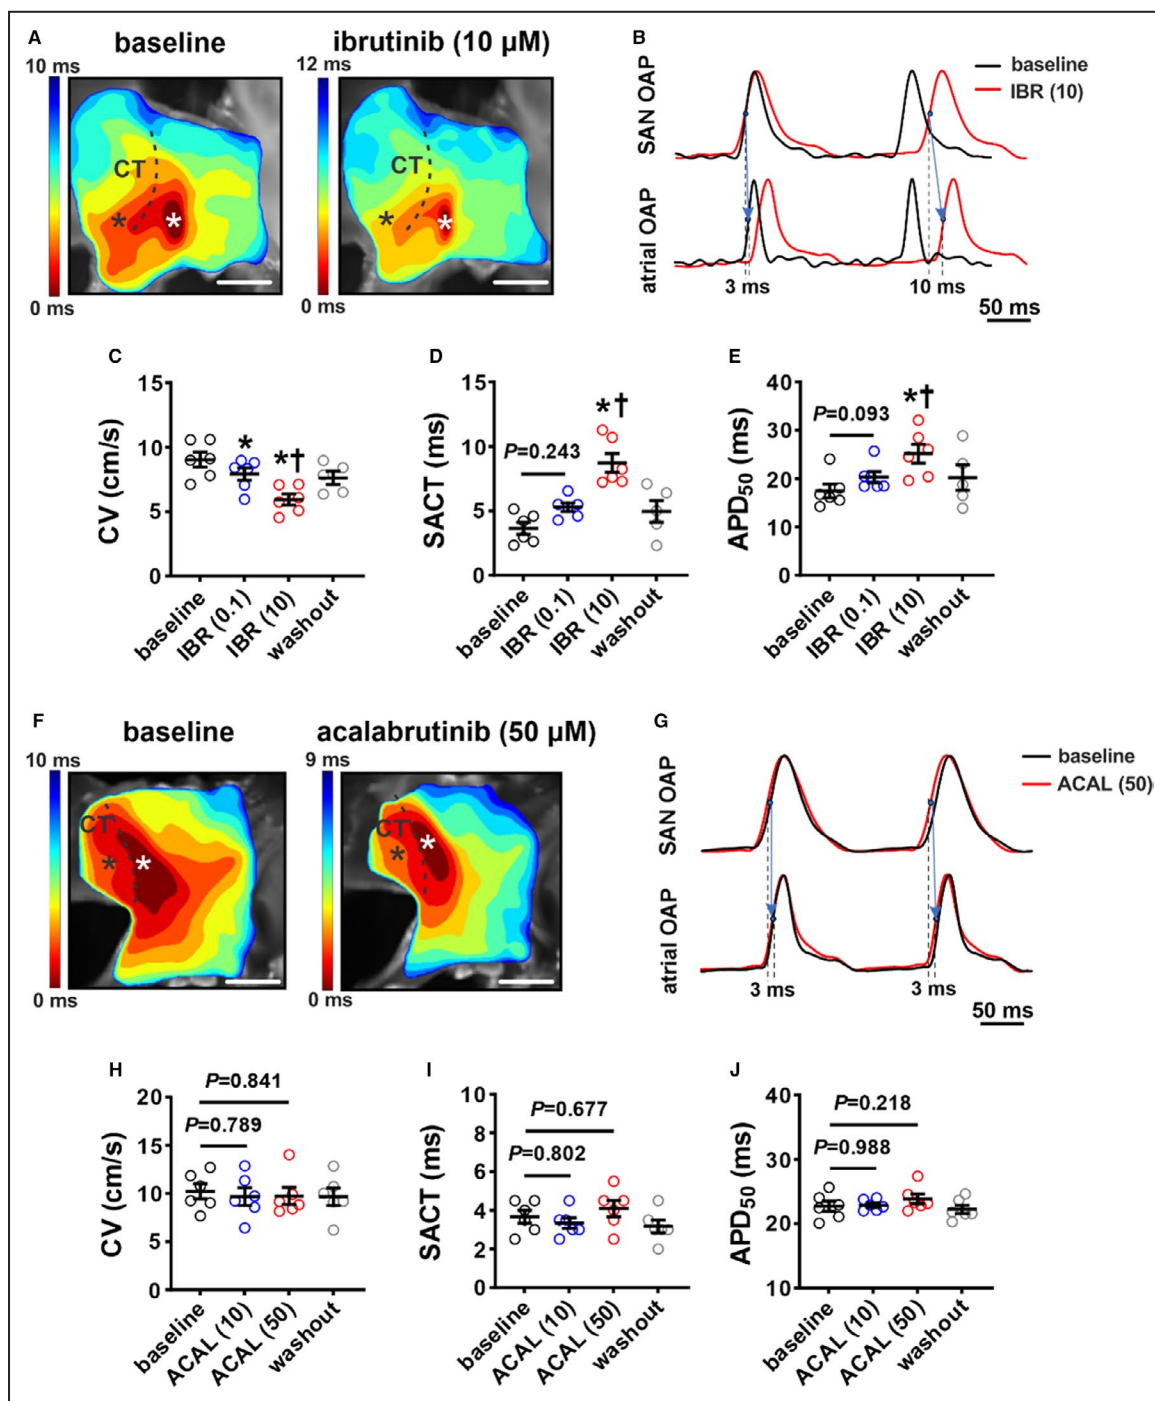 A
baseline
ibrutinib (10 μM)
10 ms
12 ms
CT
*
*
CT
*
*
0 ms
0 ms
B
baseline
IBR (10)
SAN OAP
atrial OAP
3 ms
10 ms
50 ms
C
CV (cm/s)
15
10
5
0
*
*†
baseline
IBR (0.1)
IBR (10)
washout
D
SACT (ms)
15
10
5
0
P=0.243
*†
baseline
IBR (0.1)
IBR (10)
washout
E
APD50 (ms)
40
30
20
10
0
P=0.093
*†
baseline
IBR (0.1)
IBR (10)
washout
F
baseline
acalabrutinib (50 μM)
10 ms
9 ms
CT
*
*
CT
*
*
0 ms
0 ms
G
baseline
ACAL (50)
SAN OAP
atrial OAP
3 ms
3 ms
50 ms
H
CV (cm/s)
20
15
10
5
0
P=0.841
P=0.789
baseline
ACAL (10)
ACAL (50)
washout
I
SACT (ms)
10
8
6
4
2
0
P=0.677
P=0.802
baseline
ACAL (10)
ACAL (50)
washout
J
APD50 (ms)
40
30
20
10
P=0.218
P=0.988
baseline
ACAL (10)
ACAL (50)
washout